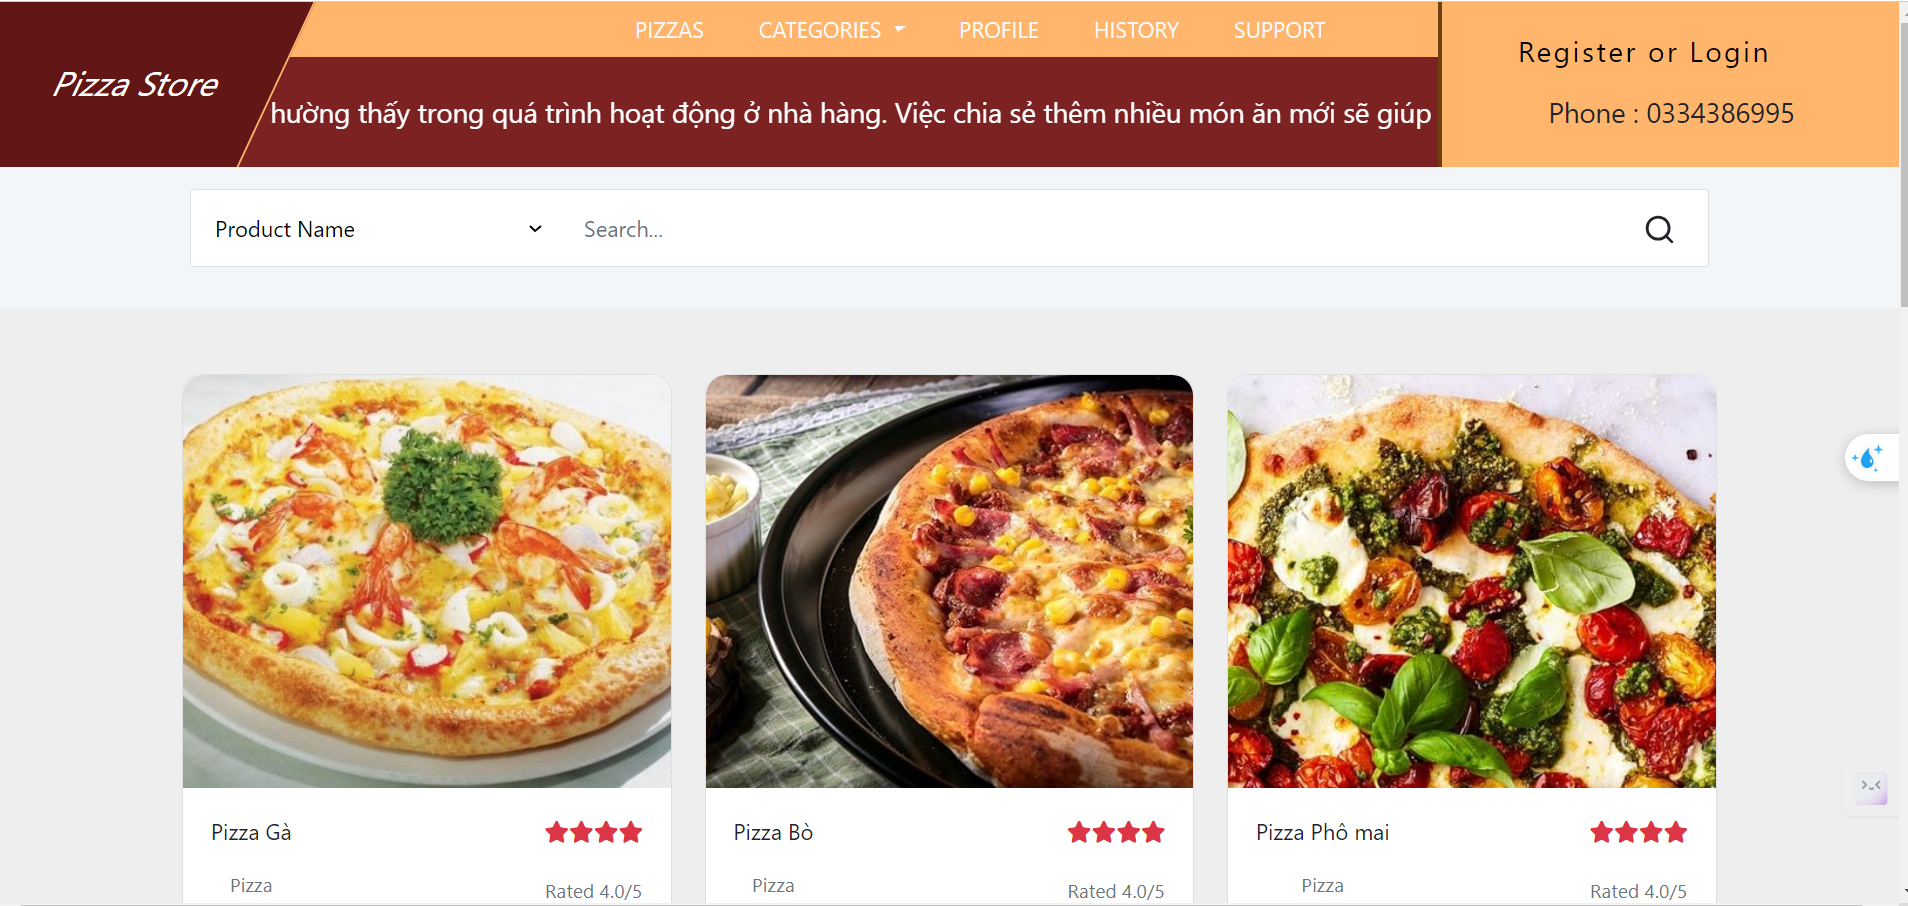 PIZZAS CATEGORIES PROFILE HISTORY SUPPORT
Register or Login
Pizza Store
hường thấy trong quá trình hoạt động ở nhà hàng. Việc chia sẻ thêm nhiều món ăn mới sẽ giúp
Phone : 0334386995
Product Name
Search...
Pizza Gà
Pizza Bò
Pizza Phô mai
Pizza
Rated 4.0/5
Pizza
Rated 4.0/5
Pizza
Rated 4.0/5